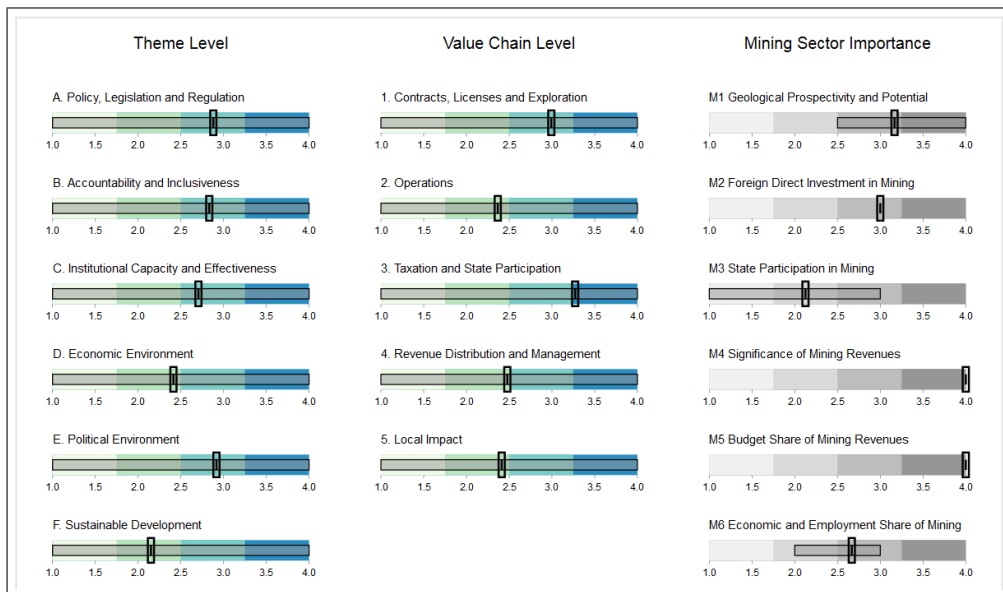 Theme Level
A. Policy, Legislation and Regulation
1.0 1.5 2.0 2.5 3.0 3.5 4.0
B. Accountability and Inclusiveness
1.0 1.5 2.0 2.5 3.0 3.5 4.0
C. Institutional Capacity and Effectiveness
1.0 1.5 2.0 2.5 3.0 3.5 4.0
D. Economic Environment
1.0 1.5 2.0 2.5 3.0 3.5 4.0
E. Political Environment
1.0 1.5 2.0 2.5 3.0 3.5 4.0
F. Sustainable Development
1.0 1.5 2.0 2.5 3.0 3.5 4.0
Value Chain Level
1. Contracts, Licenses and Exploration
1.0 1.5 2.0 2.5 3.0 3.5 4.0
2. Operations
1.0 1.5 2.0 2.5 3.0 3.5 4.0
3. Taxation and State Participation
1.0 1.5 2.0 2.5 3.0 3.5 4.0
4. Revenue Distribution and Management
1.0 1.5 2.0 2.5 3.0 3.5 4.0
5. Local Impact
1.0 1.5 2.0 2.5 3.0 3.5 4.0
Mining Sector Importance
M1 Geological Prospectivity and Potential
1.0 1.5 2.0 2.5 3.0 3.5 4.0
M2 Foreign Direct Investment in Mining
1.0 1.5 2.0 2.5 3.0 3.5 4.0
M3 State Participation in Mining
1.0 1.5 2.0 2.5 3.0 3.5 4.0
M4 Significance of Mining Revenues
1.0 1.5 2.0 2.5 3.0 3.5 4.0
M5 Budget Share of Mining Revenues
1.0 1.5 2.0 2.5 3.0 3.5 4.0
M6 Economic and Employment Share of Mining
1.0 1.5 2.0 2.5 3.0 3.5 4.0